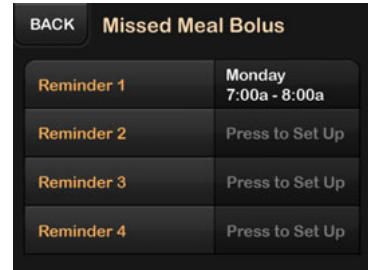 BACK
Missed Meal Bolus
Reminder 1
Monday
7:00a - 8:00a
Reminder 2
Press to Set Up
Reminder 3
Press to Set Up
Reminder 4
Press to Set Up